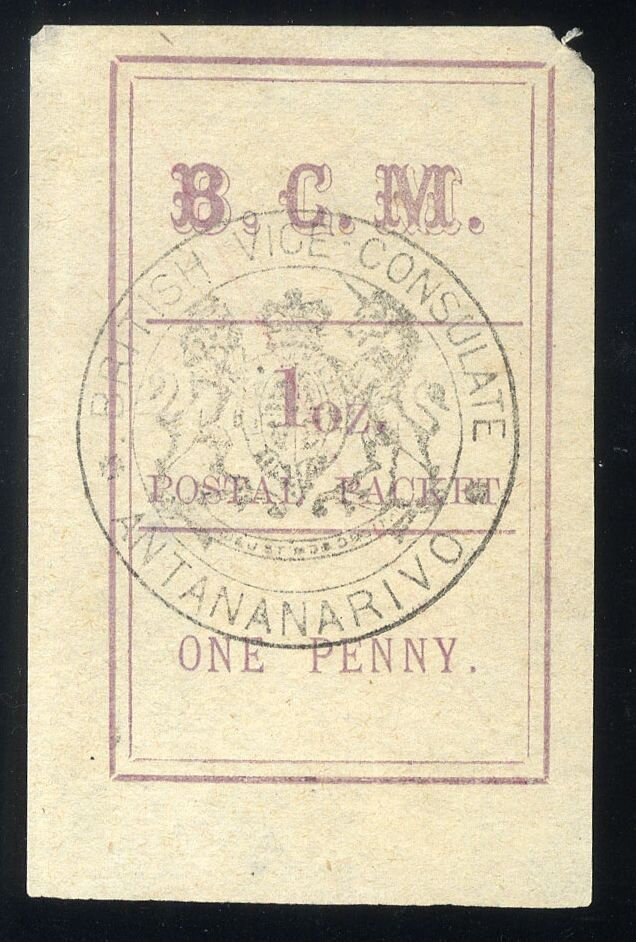 B. C. M.
BRITISH VICE-CONSULATE
1 oz.
POSTAL PACKET
ANTANANARIVO
ONE PENNY.